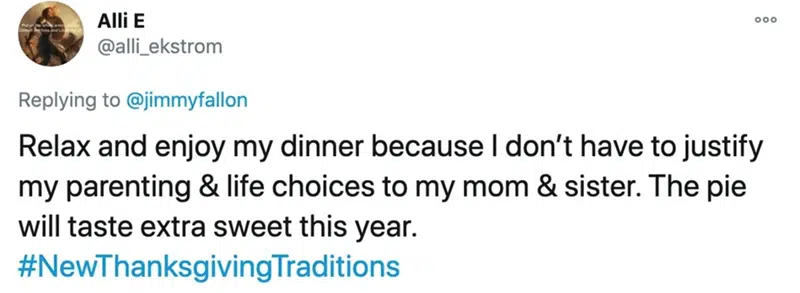 Alli E
@alli_ekstrom
Replying to @jimmyfallon
Relax and enjoy my dinner because I don’t have to justify
my parenting & life choices to my mom & sister. The pie
will taste extra sweet this year.
#NewThanksgivingTraditions